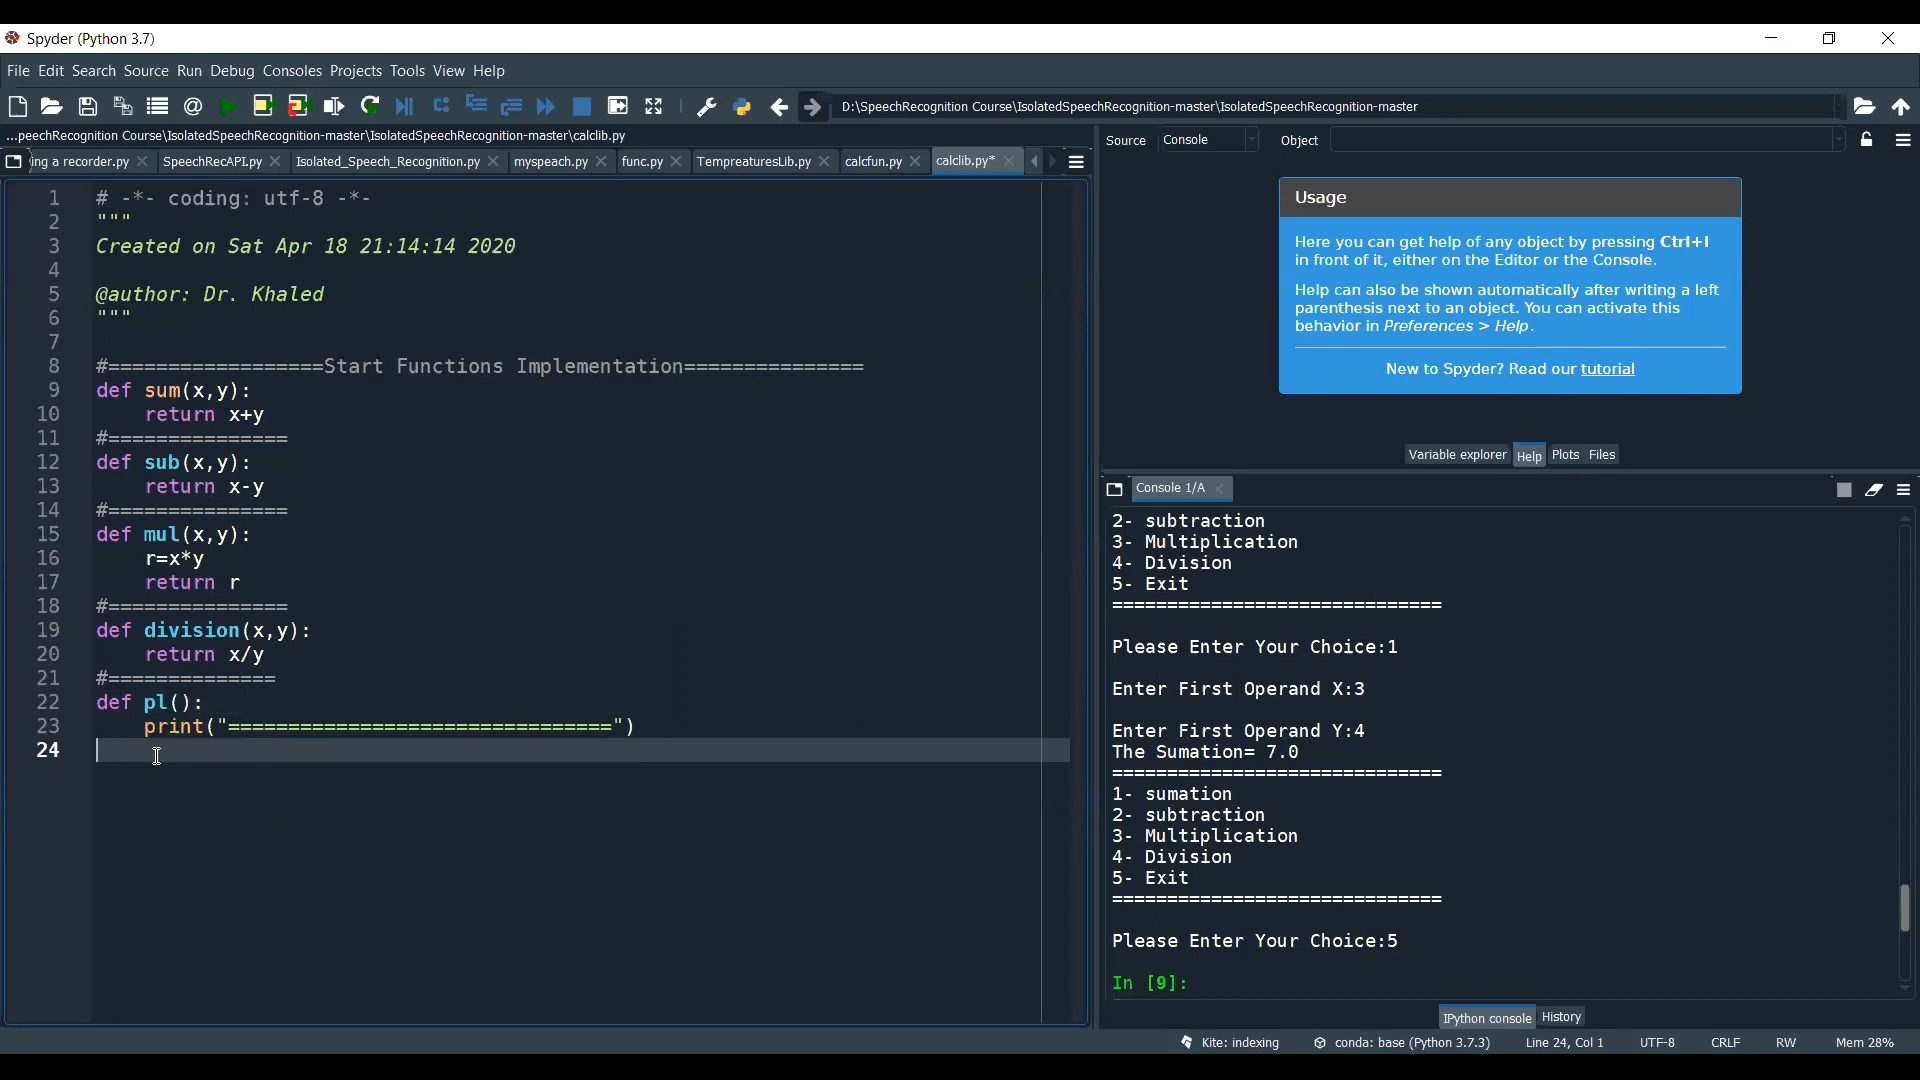 Spyder (Python 3.7)
File Edit Search Source Run Debug Consoles Projects Tools View Help
D:\SpeechRecognition Course\IsolatedSpeechRecognition-master\IsolatedSpeechRecognition-master
...peechRecognition Course\IsolatedSpeechRecognition-master\IsolatedSpeechRecognition-master\calclib.py
ing a recorder.py SpeechRecAPI.py Isolated_Speech_Recognition.py myspeach.py func.py TempreaturesLib.py calcfun.py calclib.py*
1 # -*- coding: utf-8 -*-
2 """
3 Created on Sat Apr 18 21:14:14 2020
4
5 @author: Dr. Khaled
6 """
7
8 #==================Start Functions Implementation===============
9 def sum(x,y):
10 return x+y
11 #===============
12 def sub(x,y):
13 return x-y
14 #===============
15 def mul(x,y):
16 r=x*y
17 return r
18 #===============
19 def division(x,y):
20 return x/y
21 #==============
22 def pl():
23 print("================================")
24
Source Console Object
Usage
Here you can get help of any object by pressing Ctrl+I
in front of it, either on the Editor or the Console.
Help can also be shown automatically after writing a left
parenthesis next to an object. You can activate this
behavior in Preferences > Help.
New to Spyder? Read our tutorial
Variable explorer Help Plots Files
Console 1/A
2- subtraction
3- Multiplication
4- Division
5- Exit
==============================
Please Enter Your Choice:1
Enter First Operand X:3
Enter First Operand Y:4
The Sumation= 7.0
==============================
1- sumation
2- subtraction
3- Multiplication
4- Division
5- Exit
==============================
Please Enter Your Choice:5
In [9]:
IPython console History
Kite: indexing conda: base (Python 3.7.3) Line 24, Col 1 UTF-8 CRLF RW Mem 28%